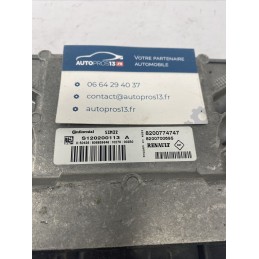 AUTOPROS13.FR
VOTRE PARTENAIRE
AUTOMOBILE
06 64 29 40 37
contact@autopros13.fr
autopros13.fr
Continental
S120200113 A
8200774747
8200700686
RENAULT